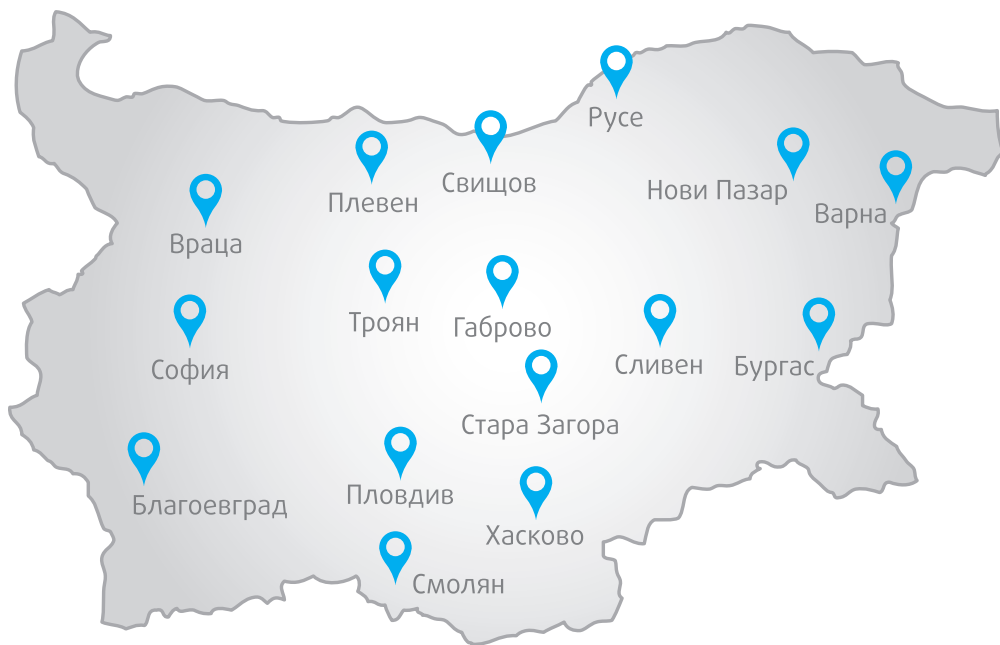 Русе
Свищов
Нови Пазар
Плевен
Варна
Враца
Троян
Габрово
София
Сливен
Бургас
Стара Загора
Пловдив
Благоевград
Хасково
Смолян